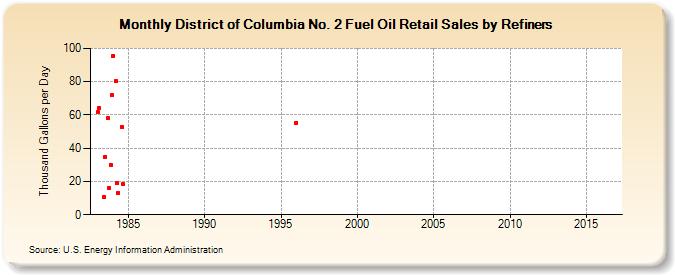 Monthly District of Columbia No. 2 Fuel Oil Retail Sales by Refiners
Thousand Gallons per Day
100
80
60
40
20
0
1985 1990 1995 2000 2005 2010 2015
Source: U.S. Energy Information Administration